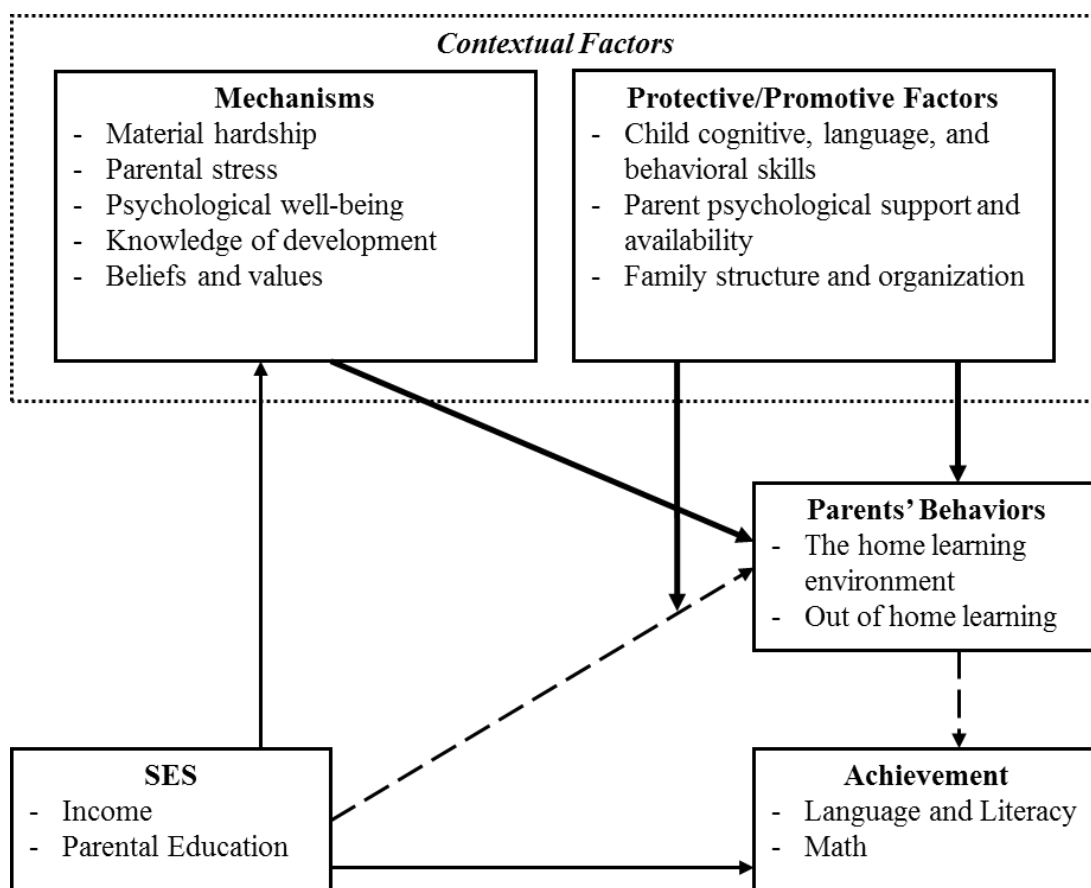 Contextual Factors
Mechanisms
- Material hardship
- Parental stress
- Psychological well-being
- Knowledge of development
- Beliefs and values
Protective/Promotive Factors
- Child cognitive, language, and
behavioral skills
- Parent psychological support and
availability
- Family structure and organization
Parents’ Behaviors
- The home learning
environment
- Out of home learning
SES
- Income
- Parental Education
Achievement
- Language and Literacy
- Math